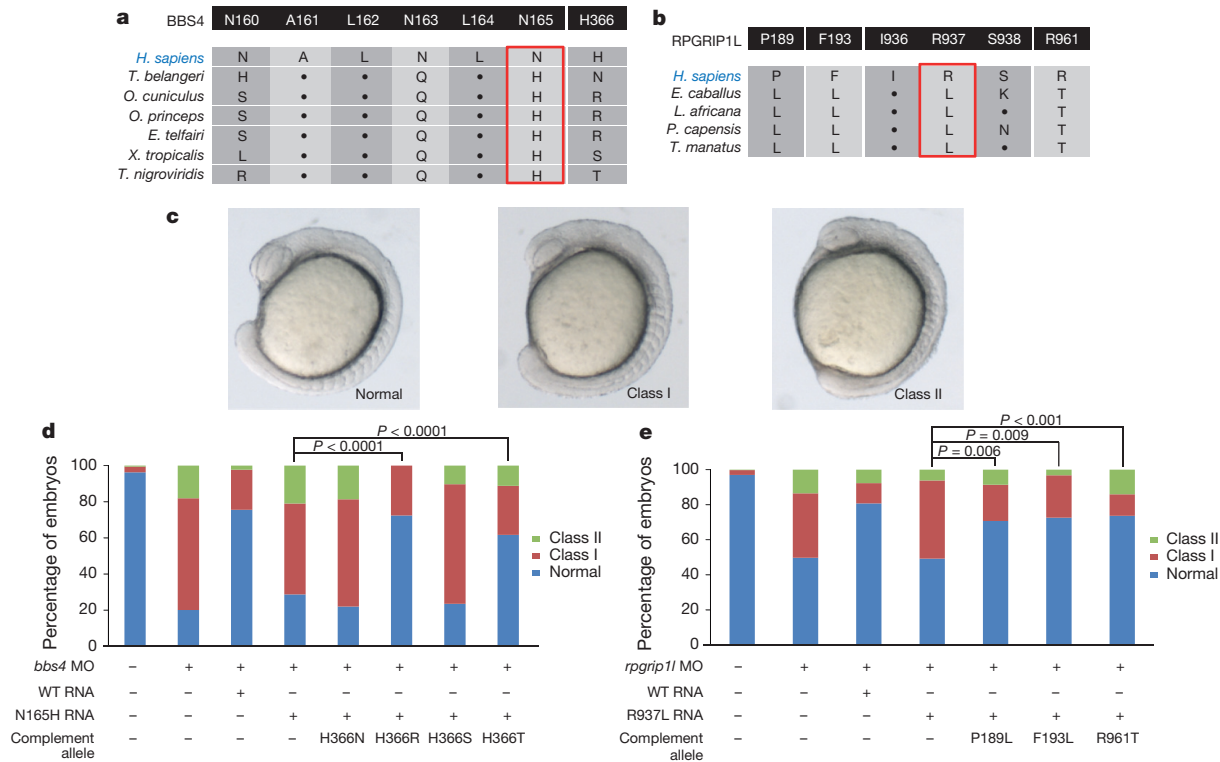 a
BBS4 N160 A161 L162 N163 L164 N165 H366
H. sapiens N A L N L N H
T. belangeri H • • Q • H N
O. cuniculus S • • Q • H R
O. princeps S • • Q • H R
E. telfairi S • • Q • H R
X. tropicalis L • • Q • H S
T. nigroviridis R • • Q • H T
b
RPGRIP1L P189 F193 I936 R937 S938 R961
H. sapiens P F I R S R
E. caballus L L • L K T
L. africana L L • L • T
P. capensis L L • L N T
T. manatus L L • L • T
c
Normal
Class I
Class II
d
P < 0.0001
P < 0.0001
Percentage of embryos
100
80
60
40
20
0
Class II
Class I
Normal
bbs4 MO – + + + + + + +
WT RNA – – + – – – – –
N165H RNA – – – + + + + +
Complement allele – – – – H366N H366R H366S H366T
e
P < 0.001
P = 0.009
P = 0.006
Percentage of embryos
100
80
60
40
20
0
Class II
Class I
Normal
rpgrip1l MO – + + + + + +
WT RNA – – + – – – –
R937L RNA – – – + + + +
Complement allele – – – – P189L F193L R961T